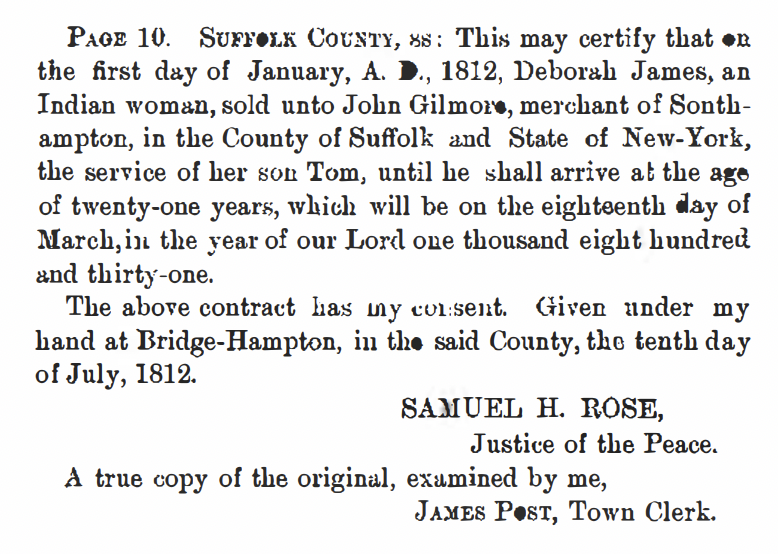 PAGE 10. SUFFOLK COUNTY, ss: This may certify that on
the first day of January, A. D., 1812, Deborah James, an
Indian woman, sold unto John Gilmore, merchant of South-
ampton, in the County of Suffolk and State of New-York,
the service of her son Tom, until he shall arrive at the age
of twenty-one years, which will be on the eighteenth day of
March, in the year of our Lord one thousand eight hundred
and thirty-one.
The above contract has my consent. Given under my
hand at Bridge-Hampton, in the said County, the tenth day
of July, 1812.
SAMUEL H. ROSE,
Justice of the Peace.
A true copy of the original, examined by me,
JAMES POST, Town Clerk.